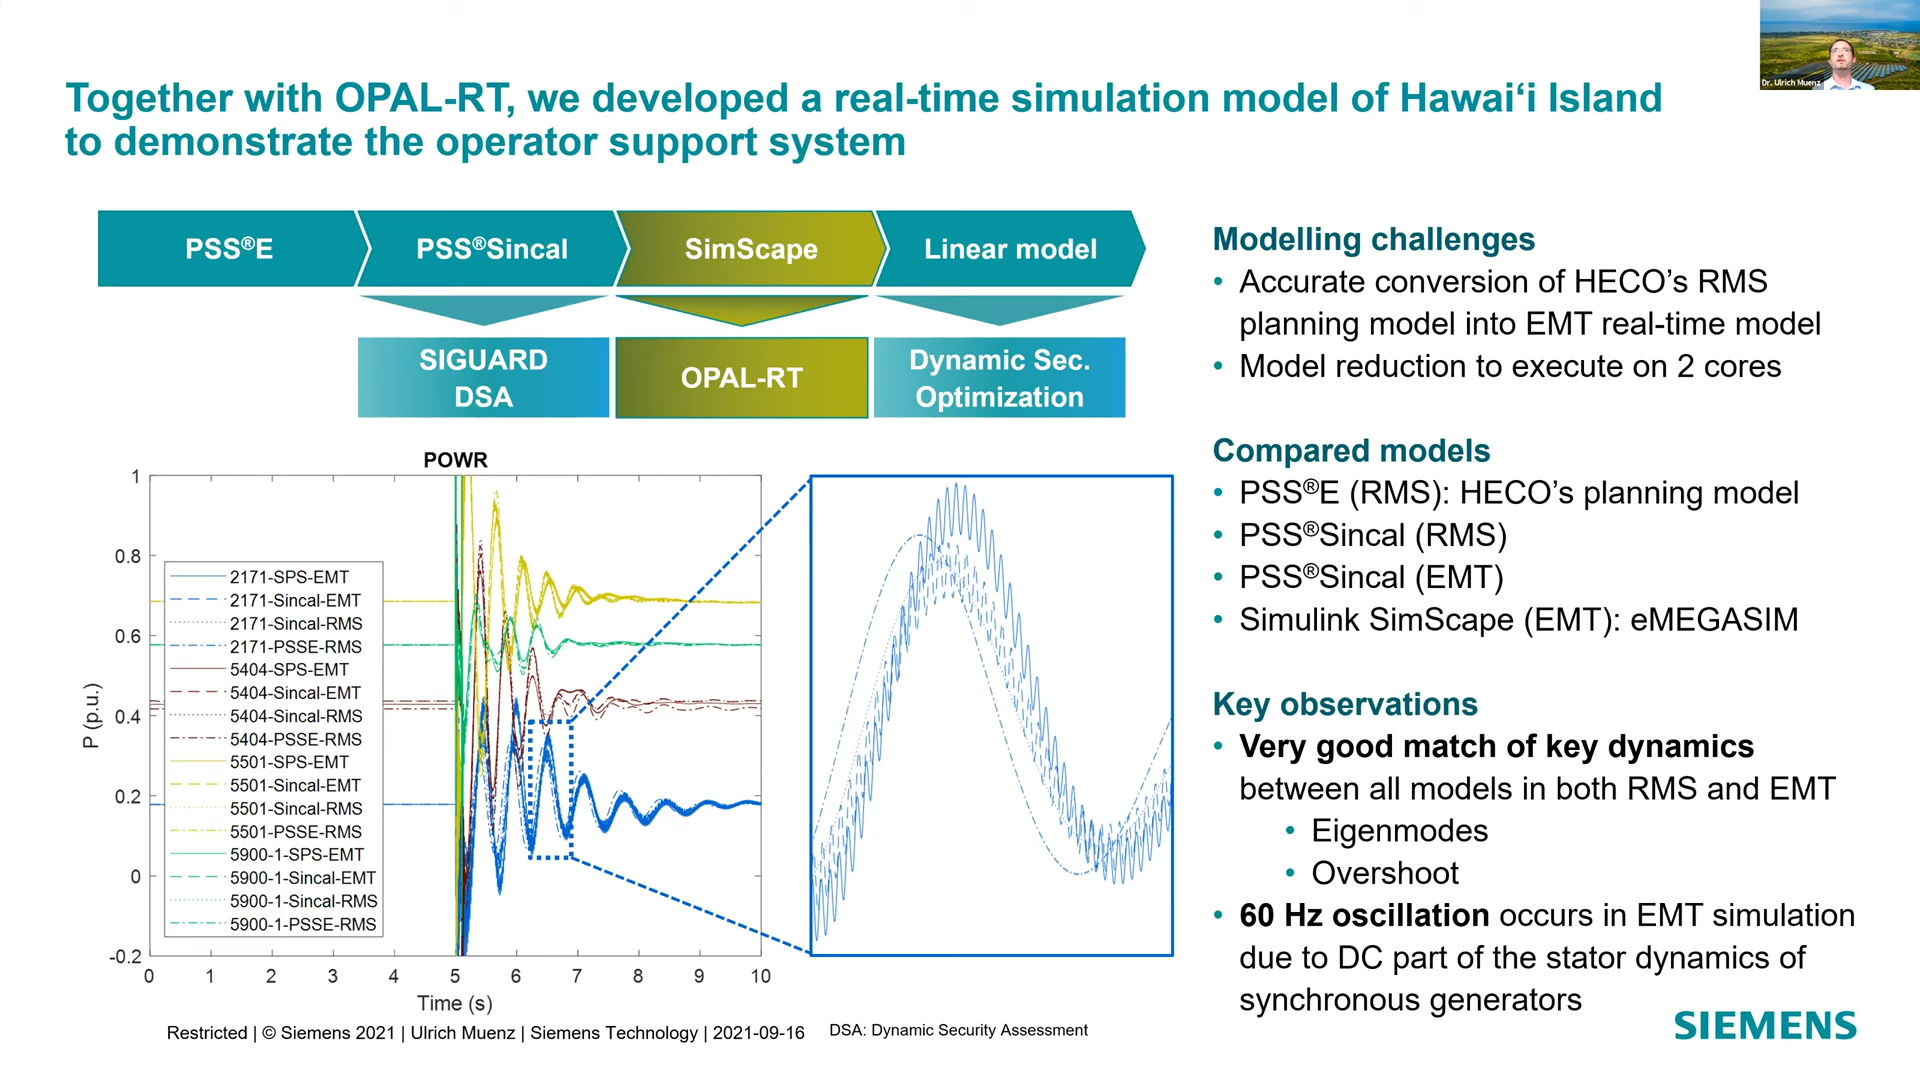 Dr. Ulrich Muenz
Together with OPAL-RT, we developed a real-time simulation model of Hawai‘i Island
to demonstrate the operator support system
PSS®E
PSS®Sincal
SimScape
Linear model
SIGUARD
DSA
OPAL-RT
Dynamic Sec.
Optimization
POWR
1
0.8
0.6
0.4
0.2
0
-0.2
P (p.u.)
2171-SPS-EMT
2171-Sincal-EMT
2171-Sincal-RMS
2171-PSSE-RMS
5404-SPS-EMT
5404-Sincal-EMT
5404-Sincal-RMS
5404-PSSE-RMS
5501-SPS-EMT
5501-Sincal-EMT
5501-Sincal-RMS
5501-PSSE-RMS
5900-1-SPS-EMT
5900-1-Sincal-EMT
5900-1-Sincal-RMS
5900-1-PSSE-RMS
0 1 2 3 4 5 6 7 8 9 10
Time (s)
Modelling challenges
• Accurate conversion of HECO’s RMS
planning model into EMT real-time model
• Model reduction to execute on 2 cores
Compared models
• PSS®E (RMS): HECO’s planning model
• PSS®Sincal (RMS)
• PSS®Sincal (EMT)
• Simulink SimScape (EMT): eMEGASIM
Key observations
• Very good match of key dynamics
between all models in both RMS and EMT
• Eigenmodes
• Overshoot
• 60 Hz oscillation occurs in EMT simulation
due to DC part of the stator dynamics of
synchronous generators
Restricted | © Siemens 2021 | Ulrich Muenz | Siemens Technology | 2021-09-16
DSA: Dynamic Security Assessment
SIEMENS